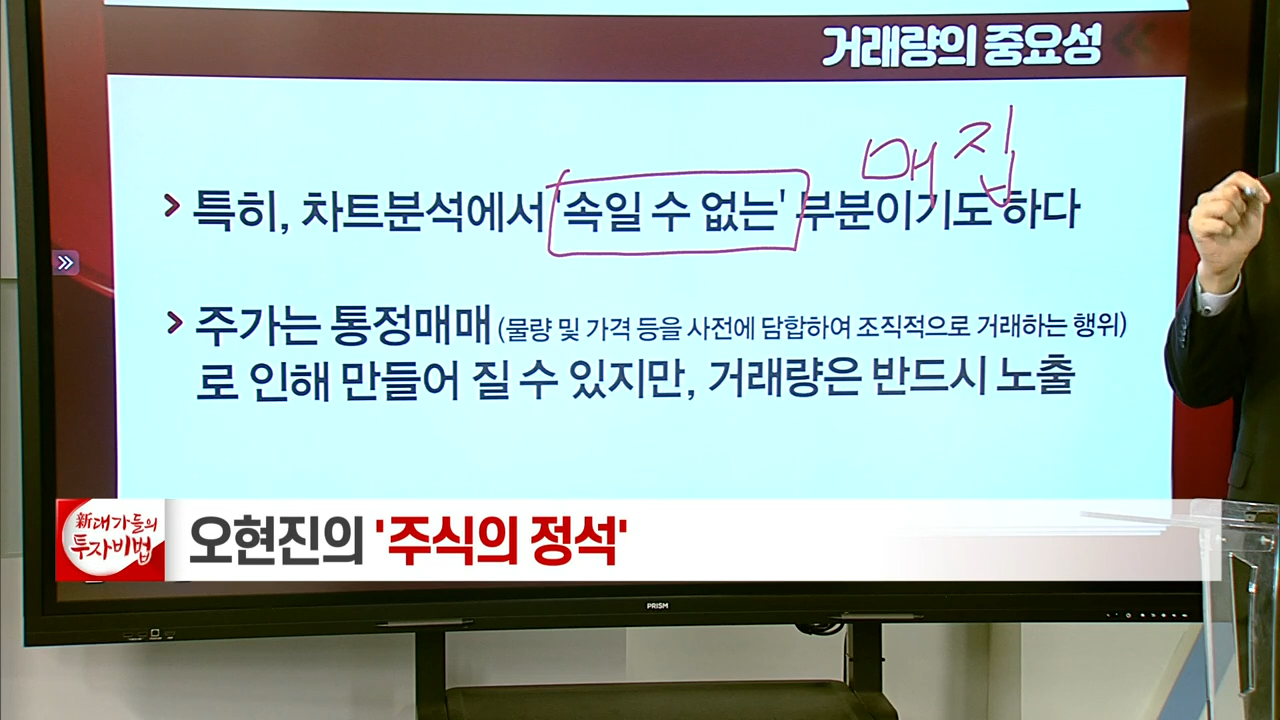 거래량의 중요성
매집
특히, 차트분석에서 '속일 수 없는' 부분이기도 하다
주가는 통정매매 (물량 및 가격 등을 사전에 담합하여 조직적으로 거래하는 행위)
로 인해 만들어 질 수 있지만, 거래량은 반드시 노출
新대가들의
투자비법
오현진의 '주식의 정석'
PRISM